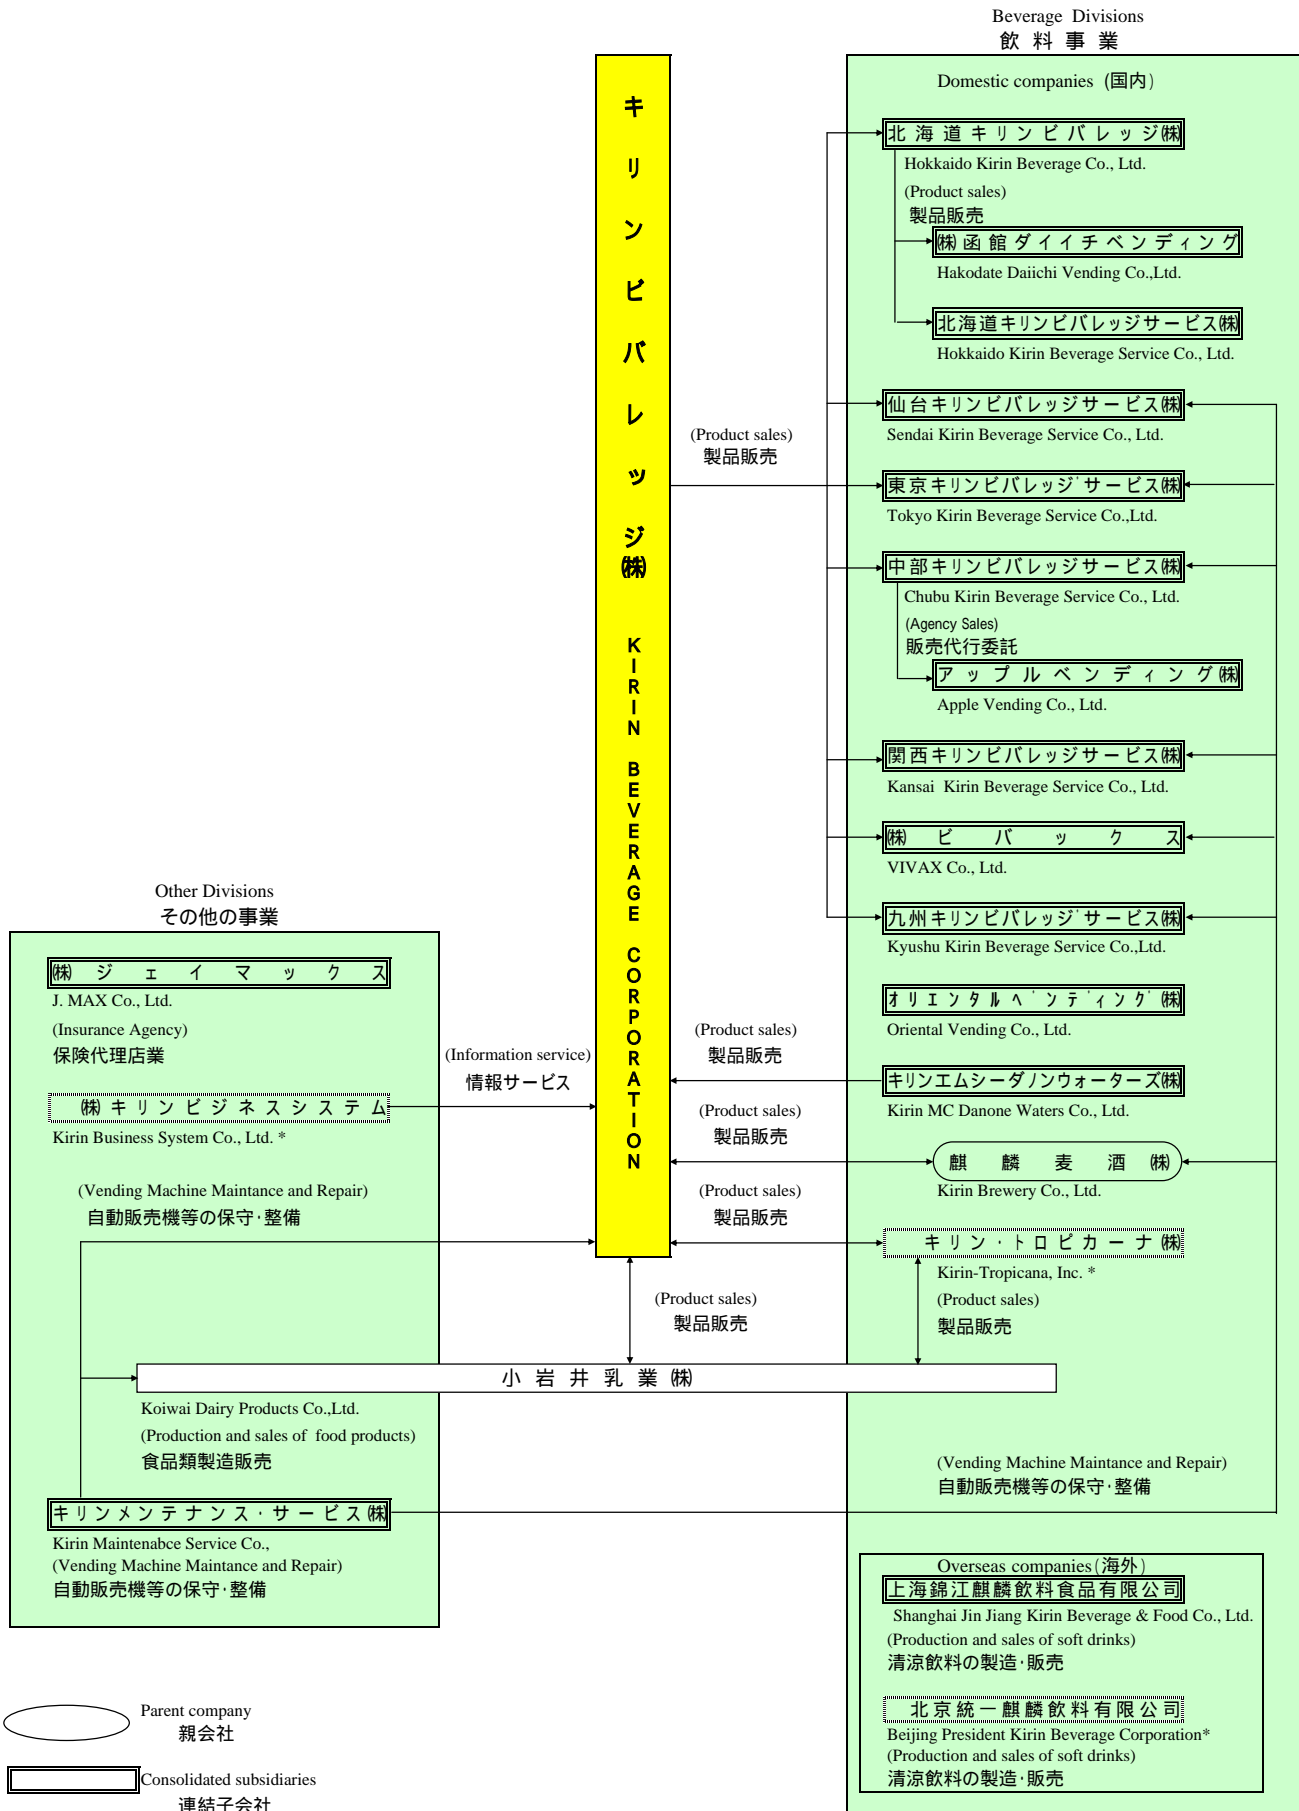 Beverage Divisions
飲料事業
Domestic companies (国内)
キリンビバレッジ㈱
KIRIN BEVERAGE CORPORATION
北海道キリンビバレッジ㈱
Hokkaido Kirin Beverage Co., Ltd.
(Product sales)
製品販売
㈱函館ダイイチベンディング
Hakodate Daiichi Vending Co.,Ltd.
北海道キリンビバレッジサービス㈱
Hokkaido Kirin Beverage Service Co., Ltd.
(Product sales)
製品販売
仙台キリンビバレッジサービス㈱
Sendai Kirin Beverage Service Co., Ltd.
東京キリンビバレッジﾞサービス㈱
Tokyo Kirin Beverage Service Co.,Ltd.
中部キリンビバレッジサービス㈱
Chubu Kirin Beverage Service Co., Ltd.
(Agency Sales)
販売代行委託
アップルベンディング㈱
Apple Vending Co., Ltd.
関西キリンビバレッジサービス㈱
Kansai Kirin Beverage Service Co., Ltd.
㈱ビバックス
VIVAX Co., Ltd.
九州キリンビバレッジﾞサービス㈱
Kyushu Kirin Beverage Service Co.,Ltd.
オリエンタルベンディング㈱
Oriental Vending Co., Ltd.
(Product sales)
製品販売
キリンエムシーダノンウォーターズ㈱
Kirin MC Danone Waters Co., Ltd.
(Product sales)
製品販売
麒麟麦酒㈱
Kirin Brewery Co., Ltd.
(Product sales)
製品販売
キリン・トロピカーナ㈱
Kirin-Tropicana, Inc. *
(Product sales)
製品販売
(Product sales)
製品販売
Other Divisions
その他の事業
㈱ジェイマックス
J. MAX Co., Ltd.
(Insurance Agency)
保険代理店業
(Information service)
情報サービス
㈱キリンビジネスシステム
Kirin Business System Co., Ltd. *
(Vending Machine Maintance and Repair)
自動販売機等の保守･整備
小岩井乳業㈱
Koiwai Dairy Products Co.,Ltd.
(Production and sales of food products)
食品類製造販売
(Vending Machine Maintance and Repair)
自動販売機等の保守･整備
キリンメンテナンス・サービス㈱
Kirin Maintenabce Service Co.,
(Vending Machine Maintance and Repair)
自動販売機等の保守･整備
Overseas companies (海外)
上海錦江麒麟飲料食品有限公司
Shanghai Jin Jiang Kirin Beverage & Food Co., Ltd.
(Production and sales of soft drinks)
清涼飲料の製造･販売
北京統一麒麟飲料有限公司
Beijing President Kirin Beverage Corporation*
(Production and sales of soft drinks)
清涼飲料の製造･販売
Parent company
親会社
Consolidated subsidiaries
連結子会社